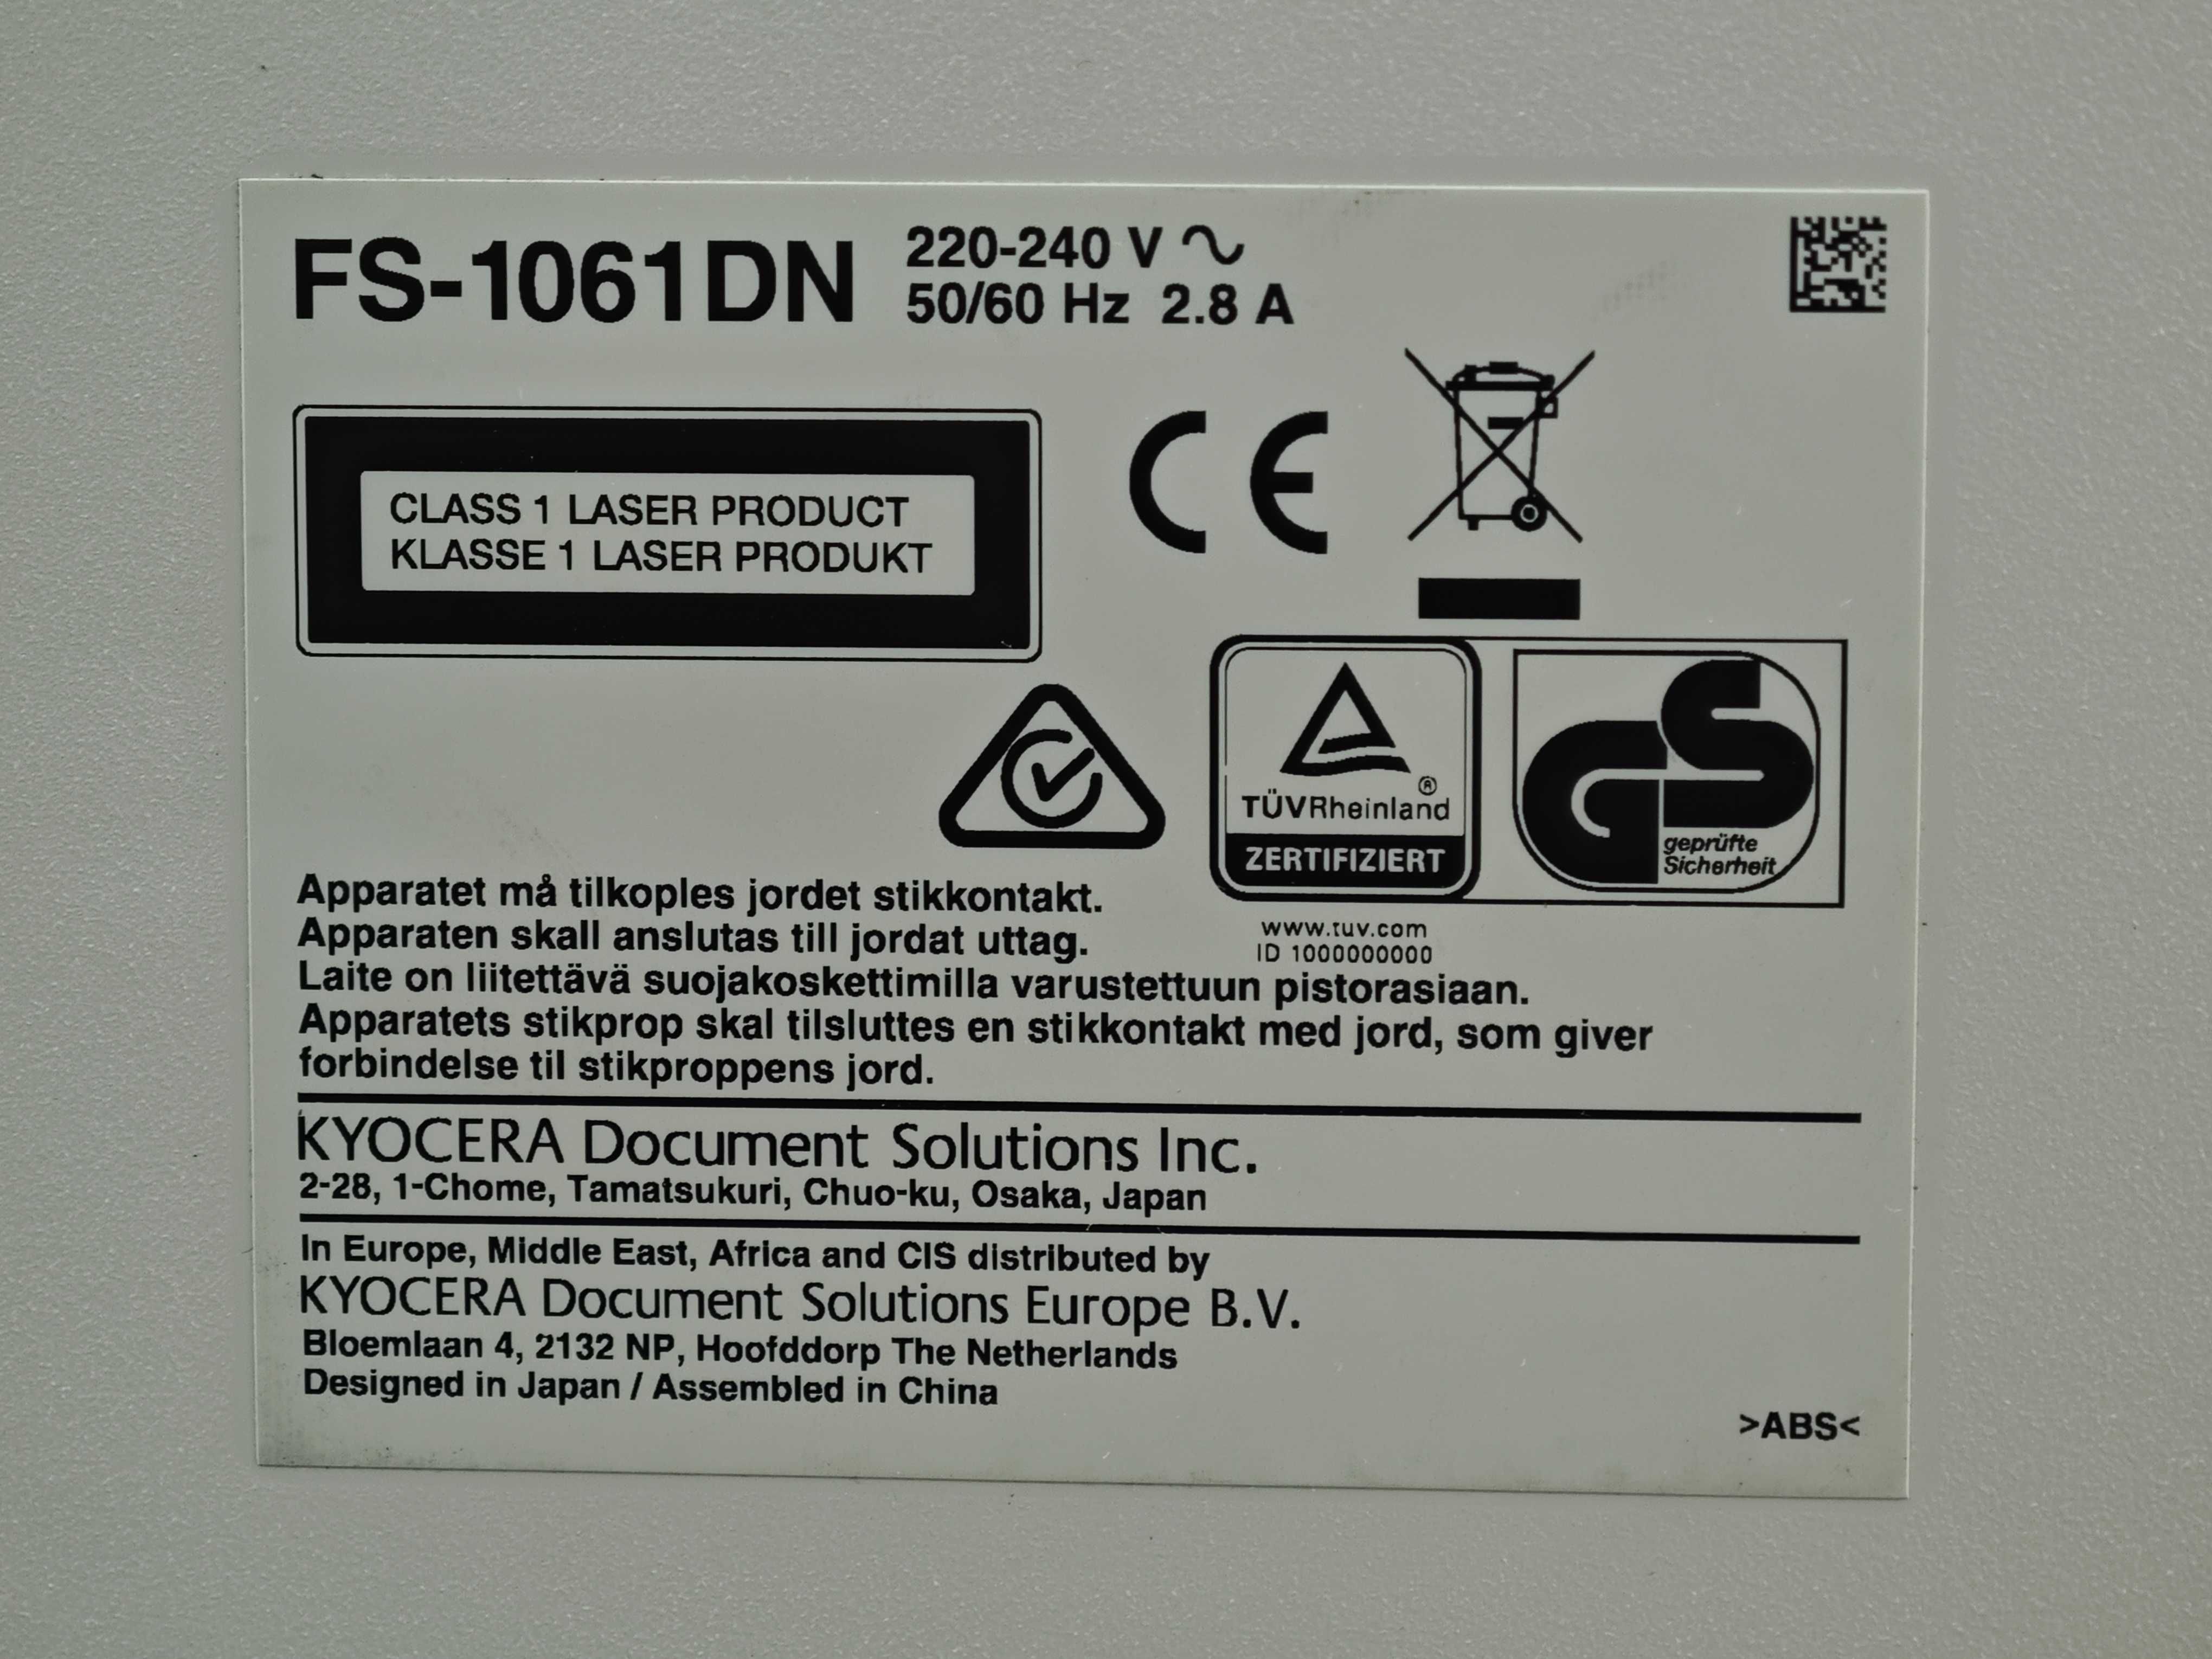 FS-1061DN
220-240 V
50/60 Hz 2.8 A
CLASS 1 LASER PRODUCT
KLASSE 1 LASER PRODUKT
CE
TÜVRheinland®
ZERTIFIZIERT
GS
geprüfte
Sicherheit
www.tuv.com
ID 1000000000
Apparatet må tilkoples jordet stikkontakt.
Apparaten skall anslutas till jordat uttag.
Laite on liitettävä suojakoskettimilla varustettuun pistorasiaan.
Apparatets stikprop skal tilsluttes en stikkontakt med jord, som giver
forbindelse til stikproppens jord.
KYOCERA Document Solutions Inc.
2-28, 1-Chome, Tamatsukuri, Chuo-ku, Osaka, Japan
In Europe, Middle East, Africa and CIS distributed by
KYOCERA Document Solutions Europe B.V.
Bloemlaan 4, 2132 NP, Hoofddorp The Netherlands
Designed in Japan / Assembled in China
>ABS<